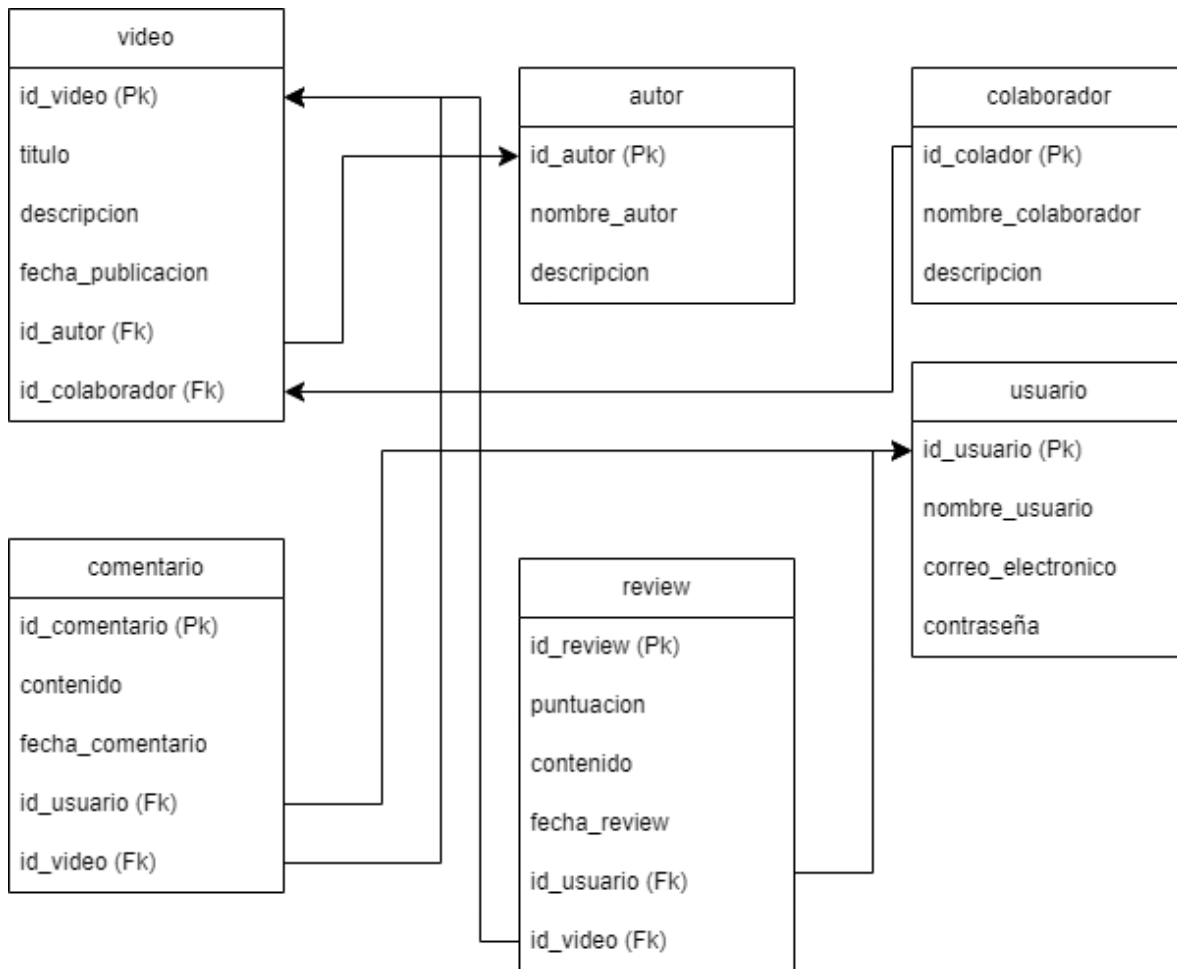 video
id_video (Pk)
titulo
descripcion
fecha_publicacion
id_autor (Fk)
id_colaborador (Fk)
autor
id_autor (Pk)
nombre_autor
descripcion
colaborador
id_colador (Pk)
nombre_colaborador
descripcion
usuario
id_usuario (Pk)
nombre_usuario
correo_electronico
contraseña
comentario
id_comentario (Pk)
contenido
fecha_comentario
id_usuario (Fk)
id_video (Fk)
review
id_review (Pk)
puntuacion
contenido
fecha_review
id_usuario (Fk)
id_video (Fk)